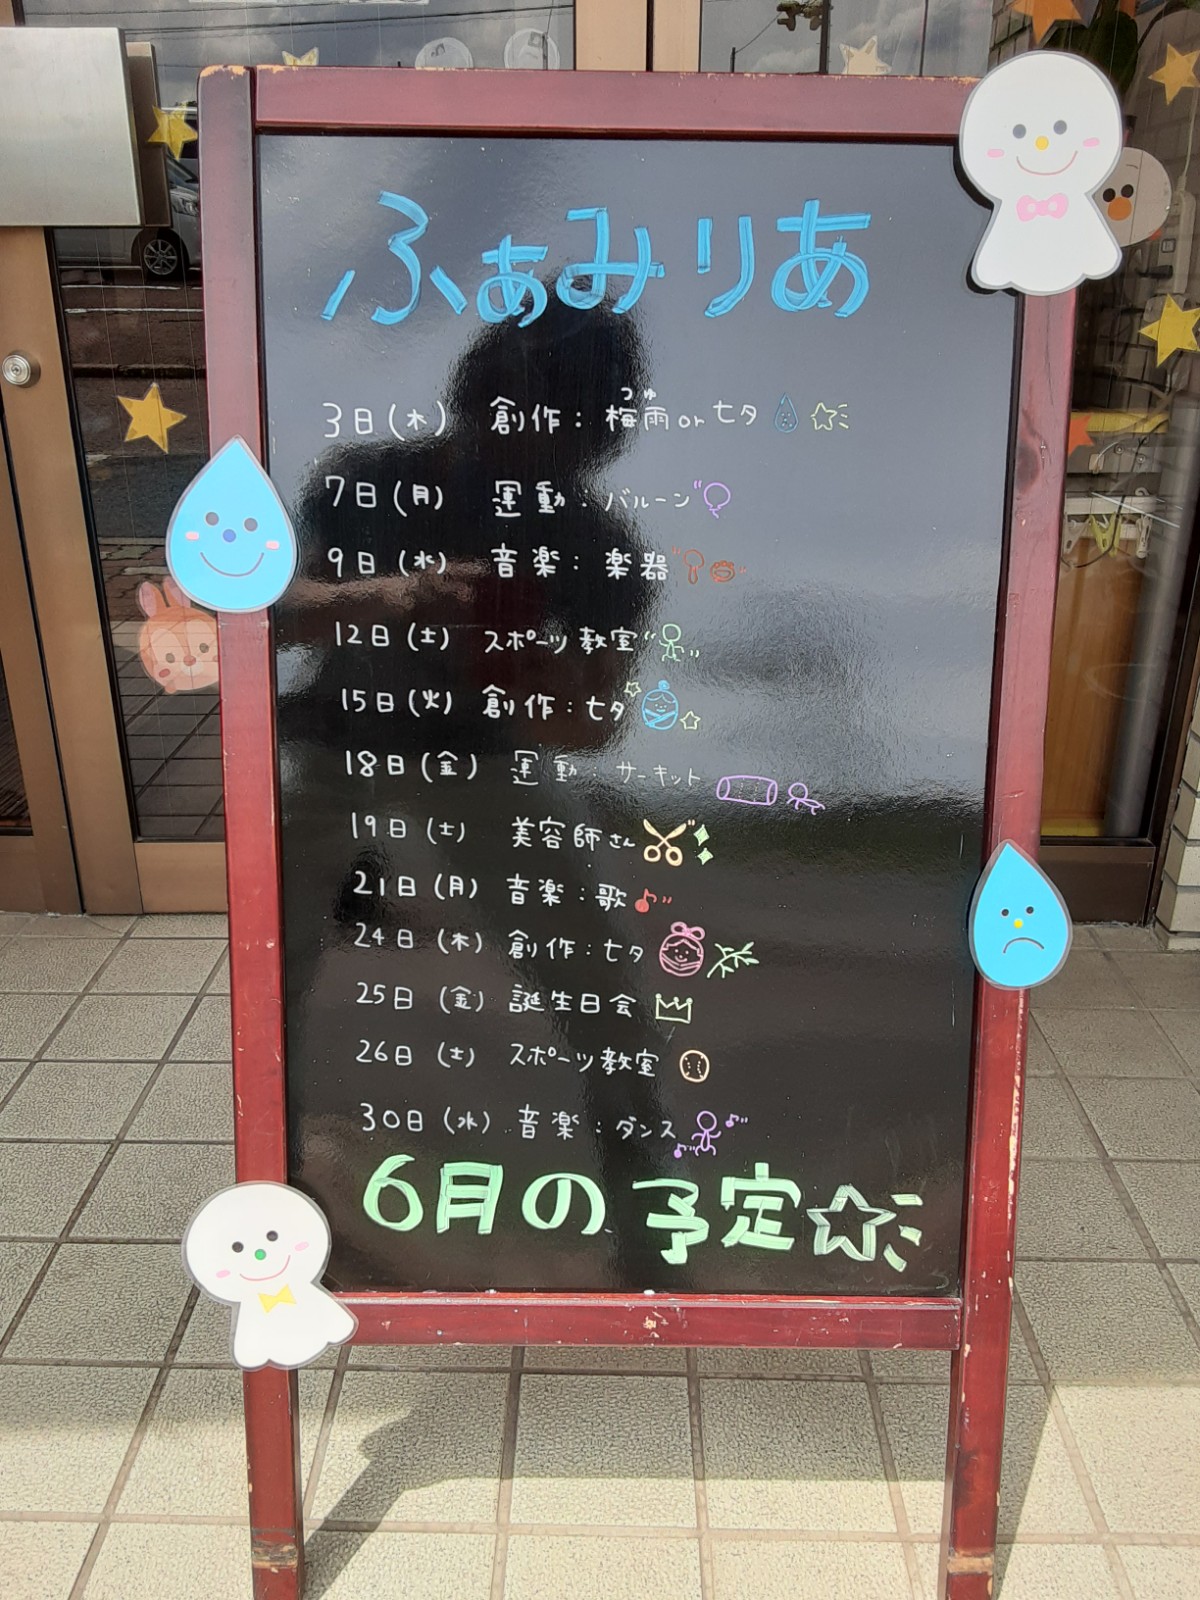 ふぁみりあ
つゆ
3日(木) 創作:梅雨or七夕
7日(月) 運動:バルーン
9日(水) 音楽:楽器
12日(土) スポーツ教室
15日(火) 創作:七夕
18日(金) 運動:サーキット
19日(土) 美容師さん
21日(月) 音楽:歌
24日(木) 創作:七夕
25日(金) 誕生日会
26日(土) スポーツ教室
30日(水) 音楽:ダンス
6月の予定